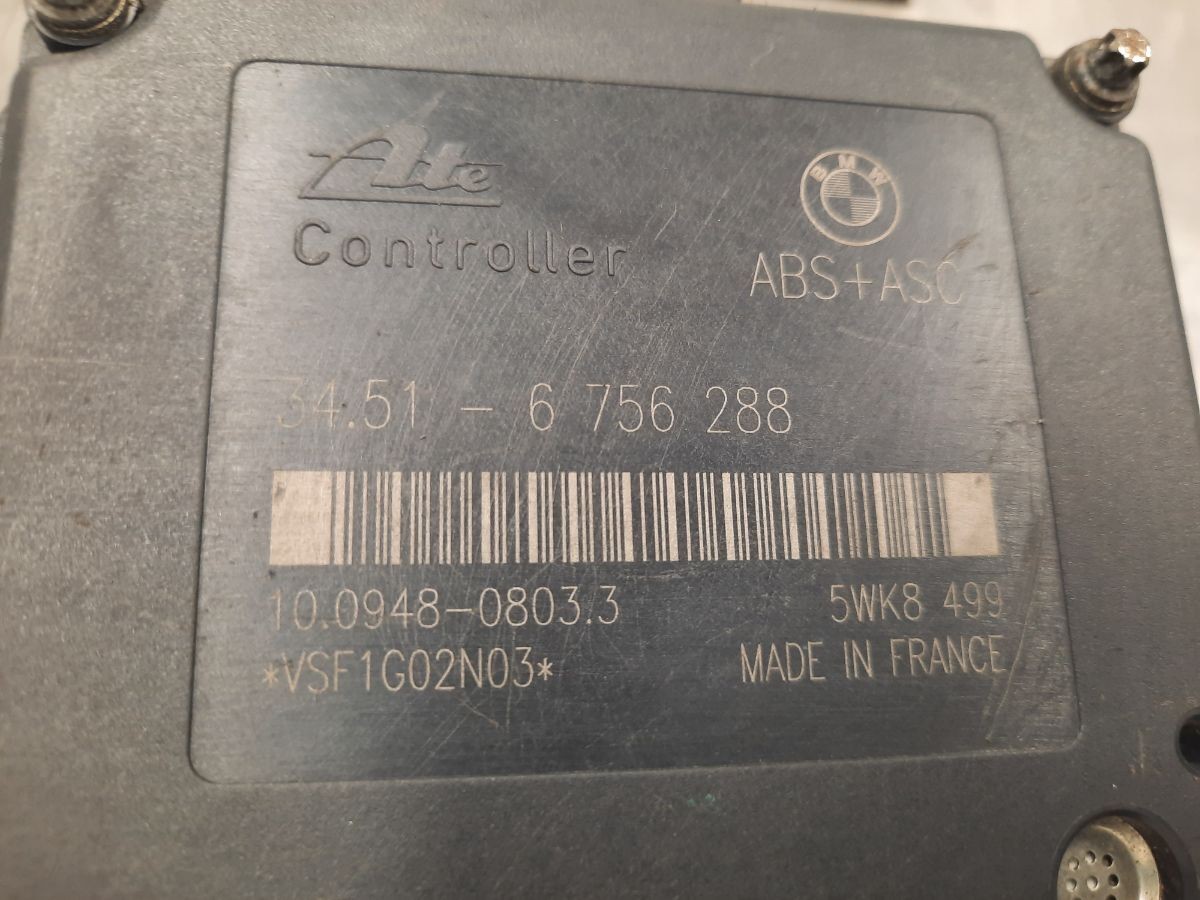 Ate
BMW
Controller
ABS+ASC
34.51 - 6 756 288
10.0948-0803.3
5WK8 499
*VSF1G02N03*
MADE IN FRANCE